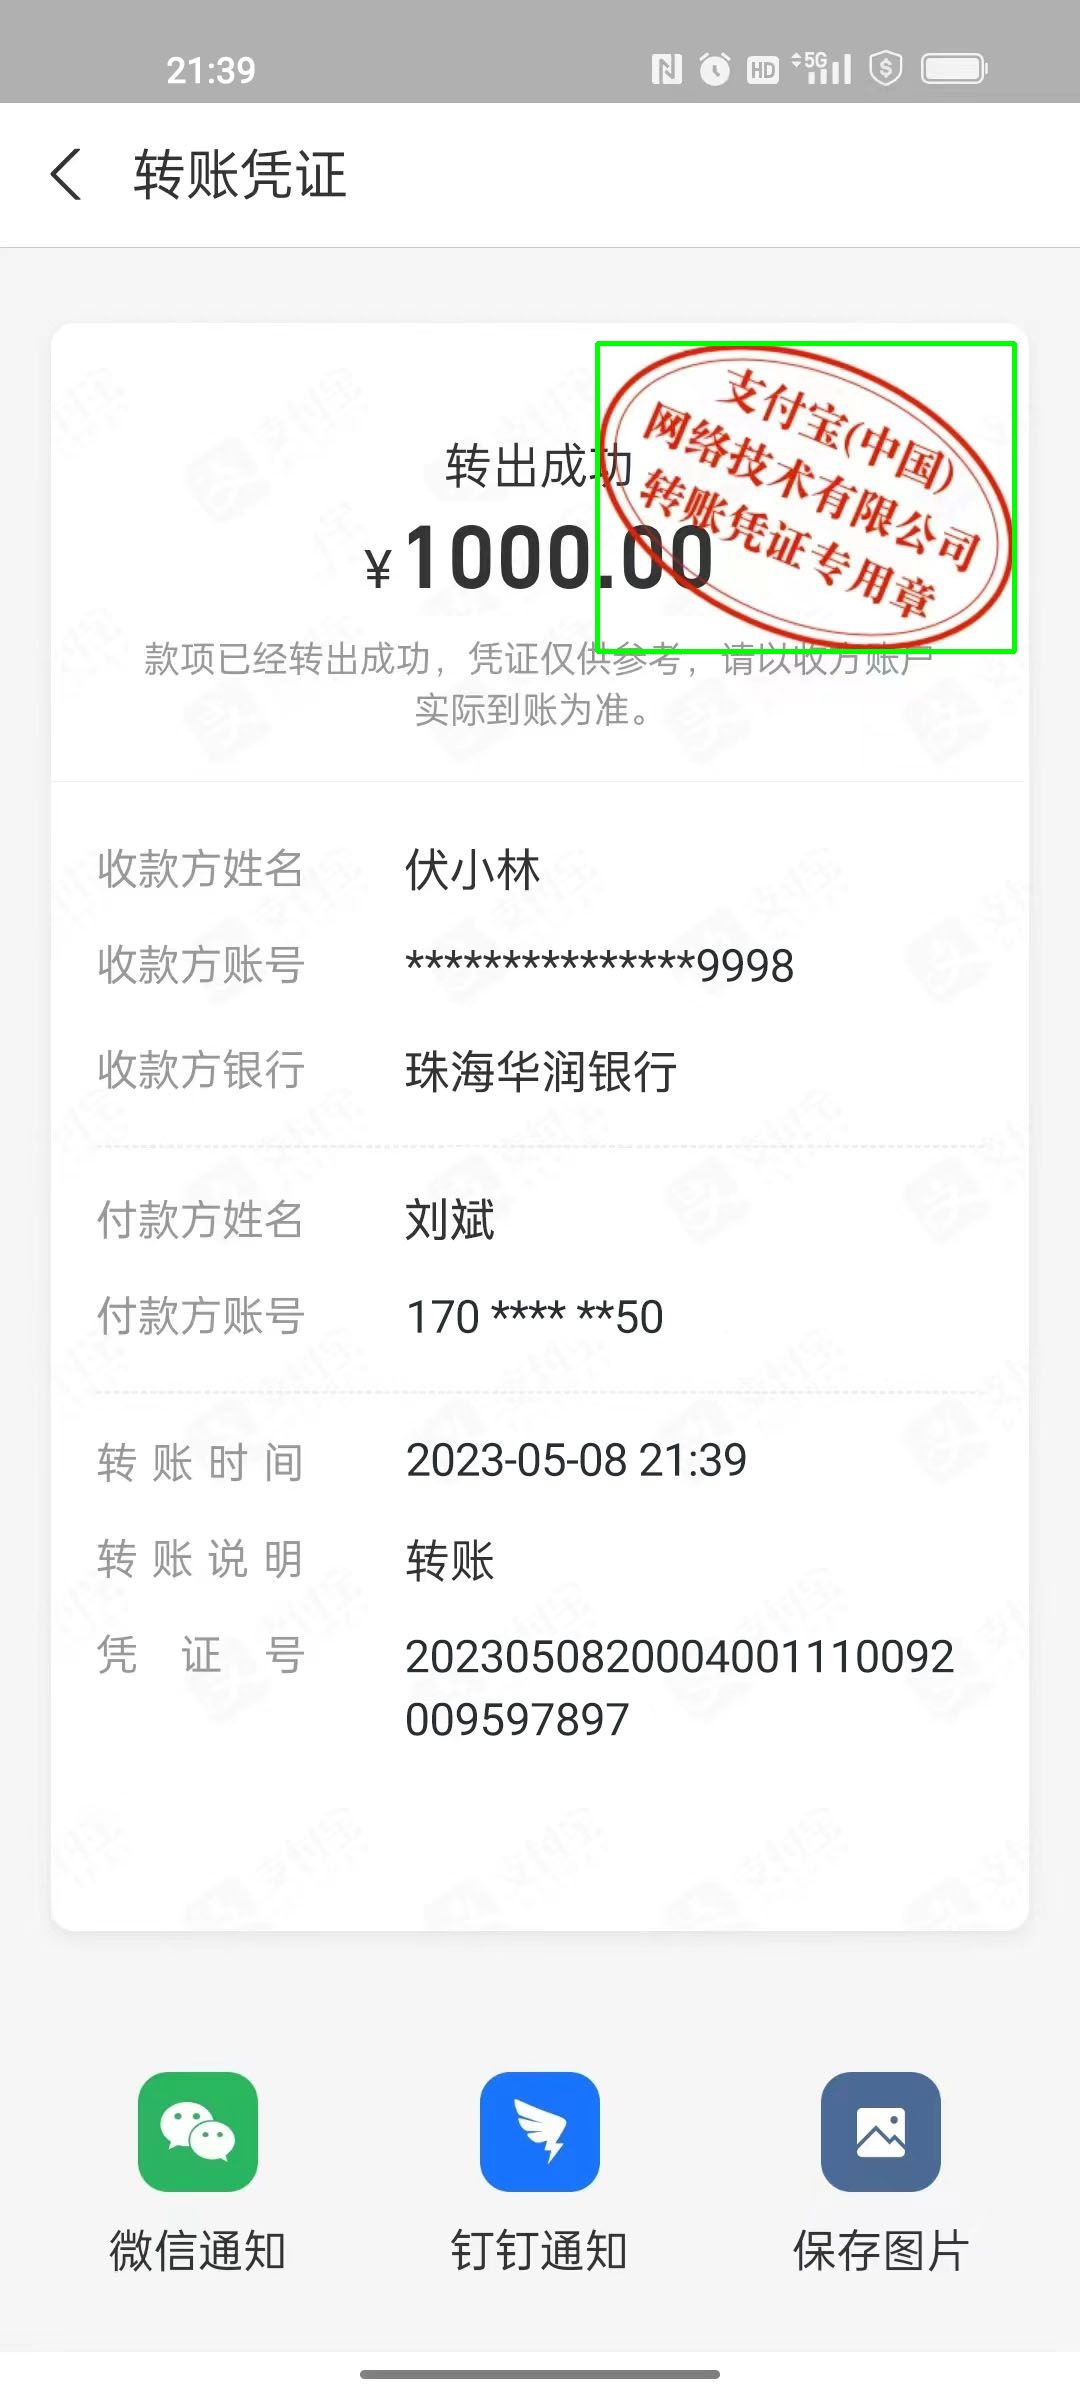 21:39
HD
5G
转账凭证
支付宝(中国)
网络技术有限公司
转账凭证专用章
转出成功
¥1000.00
款项已经转出成功，凭证仅供参考，请以收方账户
实际到账为准。
收款方姓名 伏小林
收款方账号 ***************9998
收款方银行 珠海华润银行
付款方姓名 刘斌
付款方账号 170 **** **50
转账时间 2023-05-08 21:39
转账说明 转账
凭证号 2023050820004001110092
009597897
微信通知 钉钉通知 保存图片